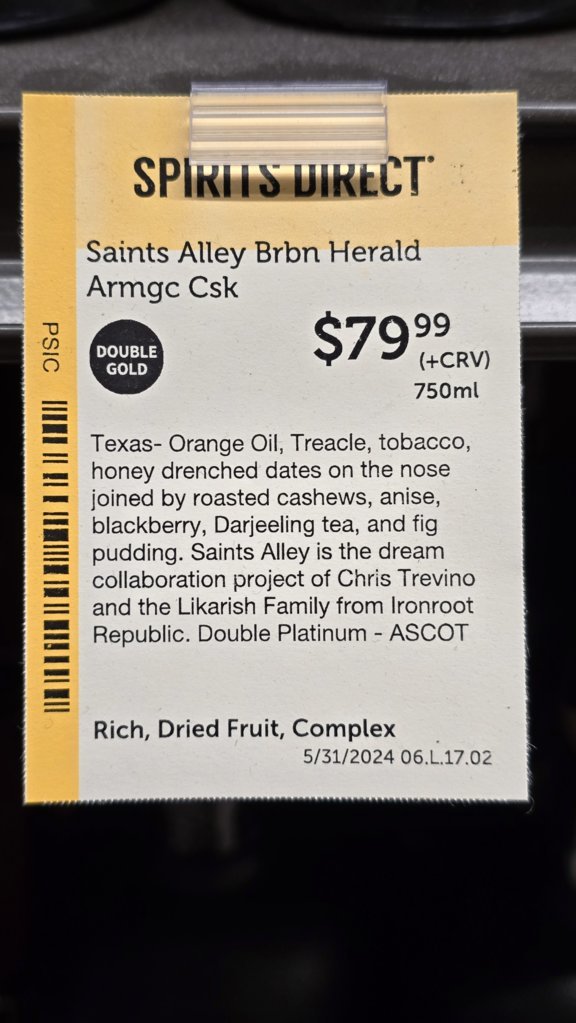 SPIRITS DIRECT
Saints Alley Brbn Herald
Armgc Csk
DOUBLE
GOLD
$79.99
(+CRV)
750ml
PSIC
Texas- Orange Oil, Treacle, tobacco,
honey drenched dates on the nose
joined by roasted cashews, anise,
blackberry, Darjeeling tea, and fig
pudding. Saints Alley is the dream
collaboration project of Chris Trevino
and the Likarish Family from Ironroot
Republic. Double Platinum - ASCOT
Rich, Dried Fruit, Complex
5/31/2024 06.L.17.02